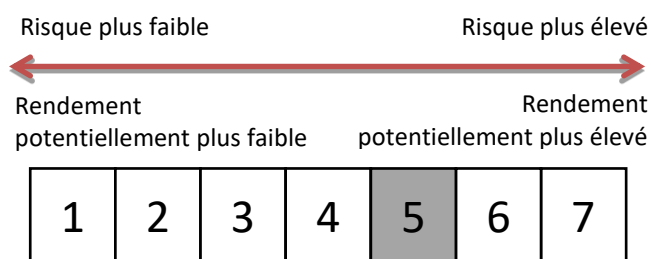 Risque plus faible Risque plus élevé
Rendement Rendement
potentiellement plus faible potentiellement plus élevé
1 2 3 4 5 6 7